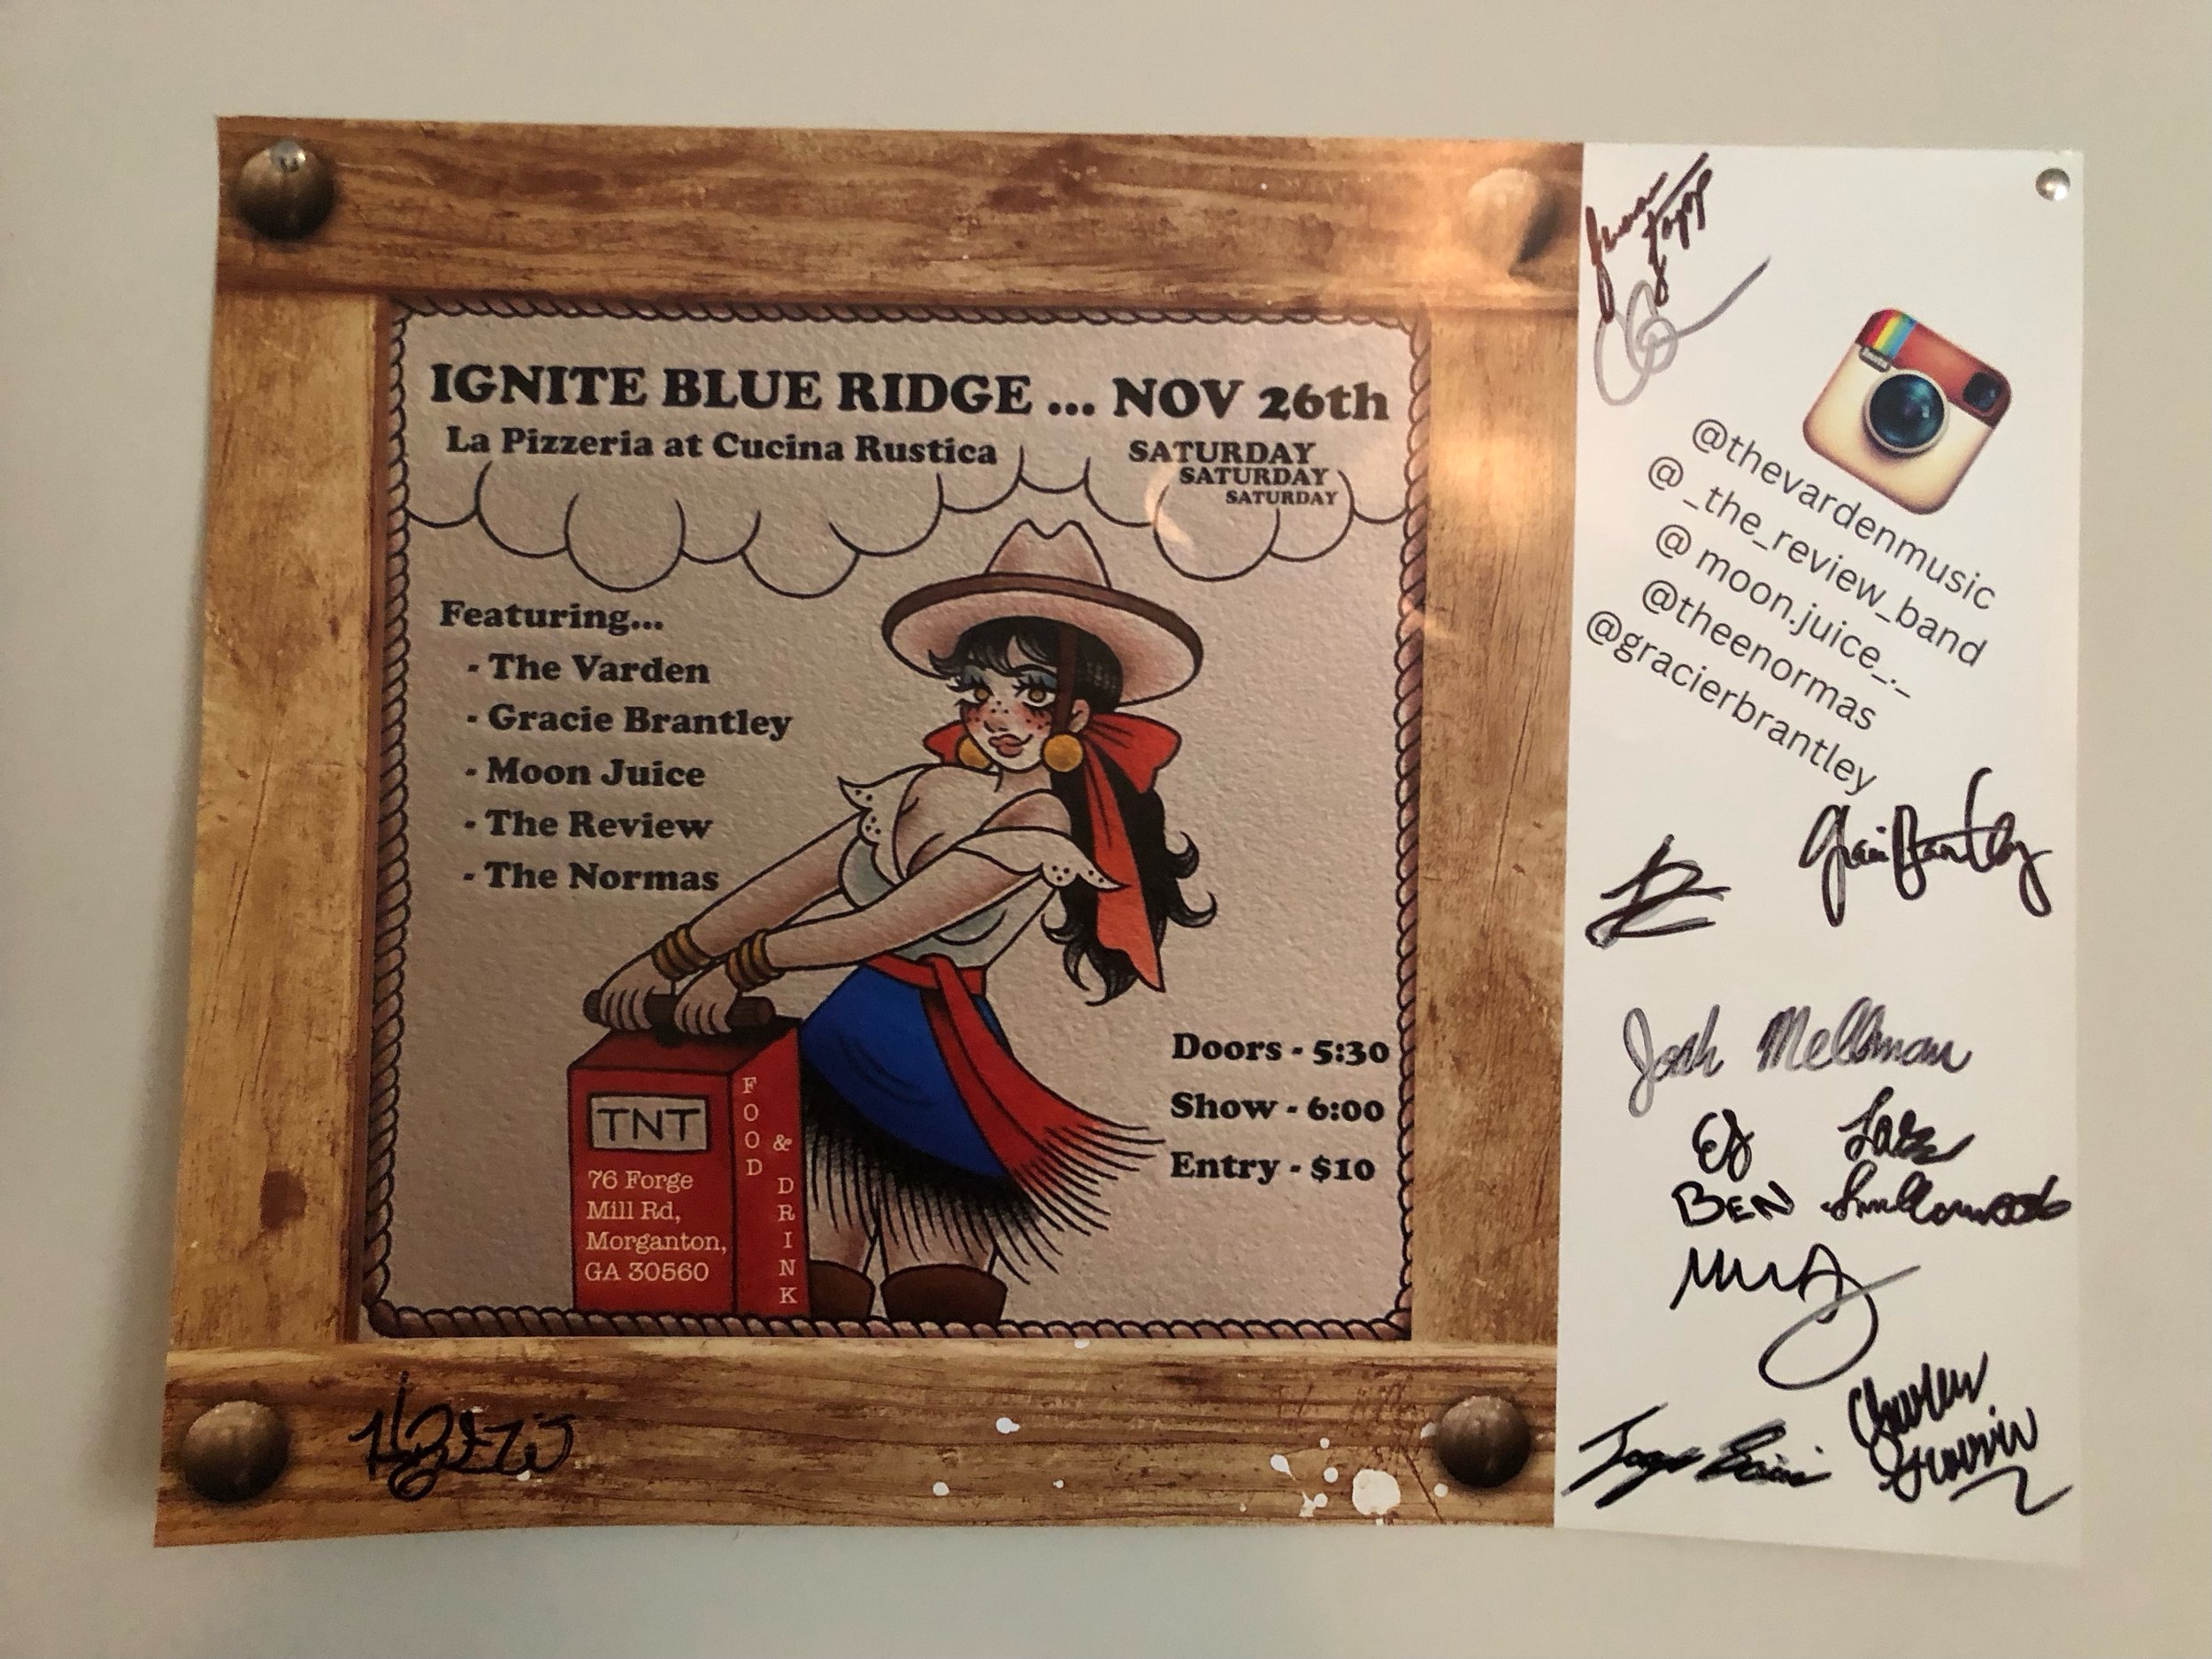 IGNITE BLUE RIDGE ... NOV 26th
La Pizzeria at Cucina Rustica
SATURDAY
SATURDAY
SATURDAY
Featuring...
- The Varden
- Gracie Brantley
- Moon Juice
- The Review
- The Normas
Doors - 5:30
Show - 6:00
Entry - $10
TNT
76 Forge
Mill Rd,
Morganton,
GA 30560
FOOD
&
DRINK
@thevardenmusic
@_the_review_band
@moon.juice_._
@theenormas
@gracierbrantley
Josh Mellman
BEN